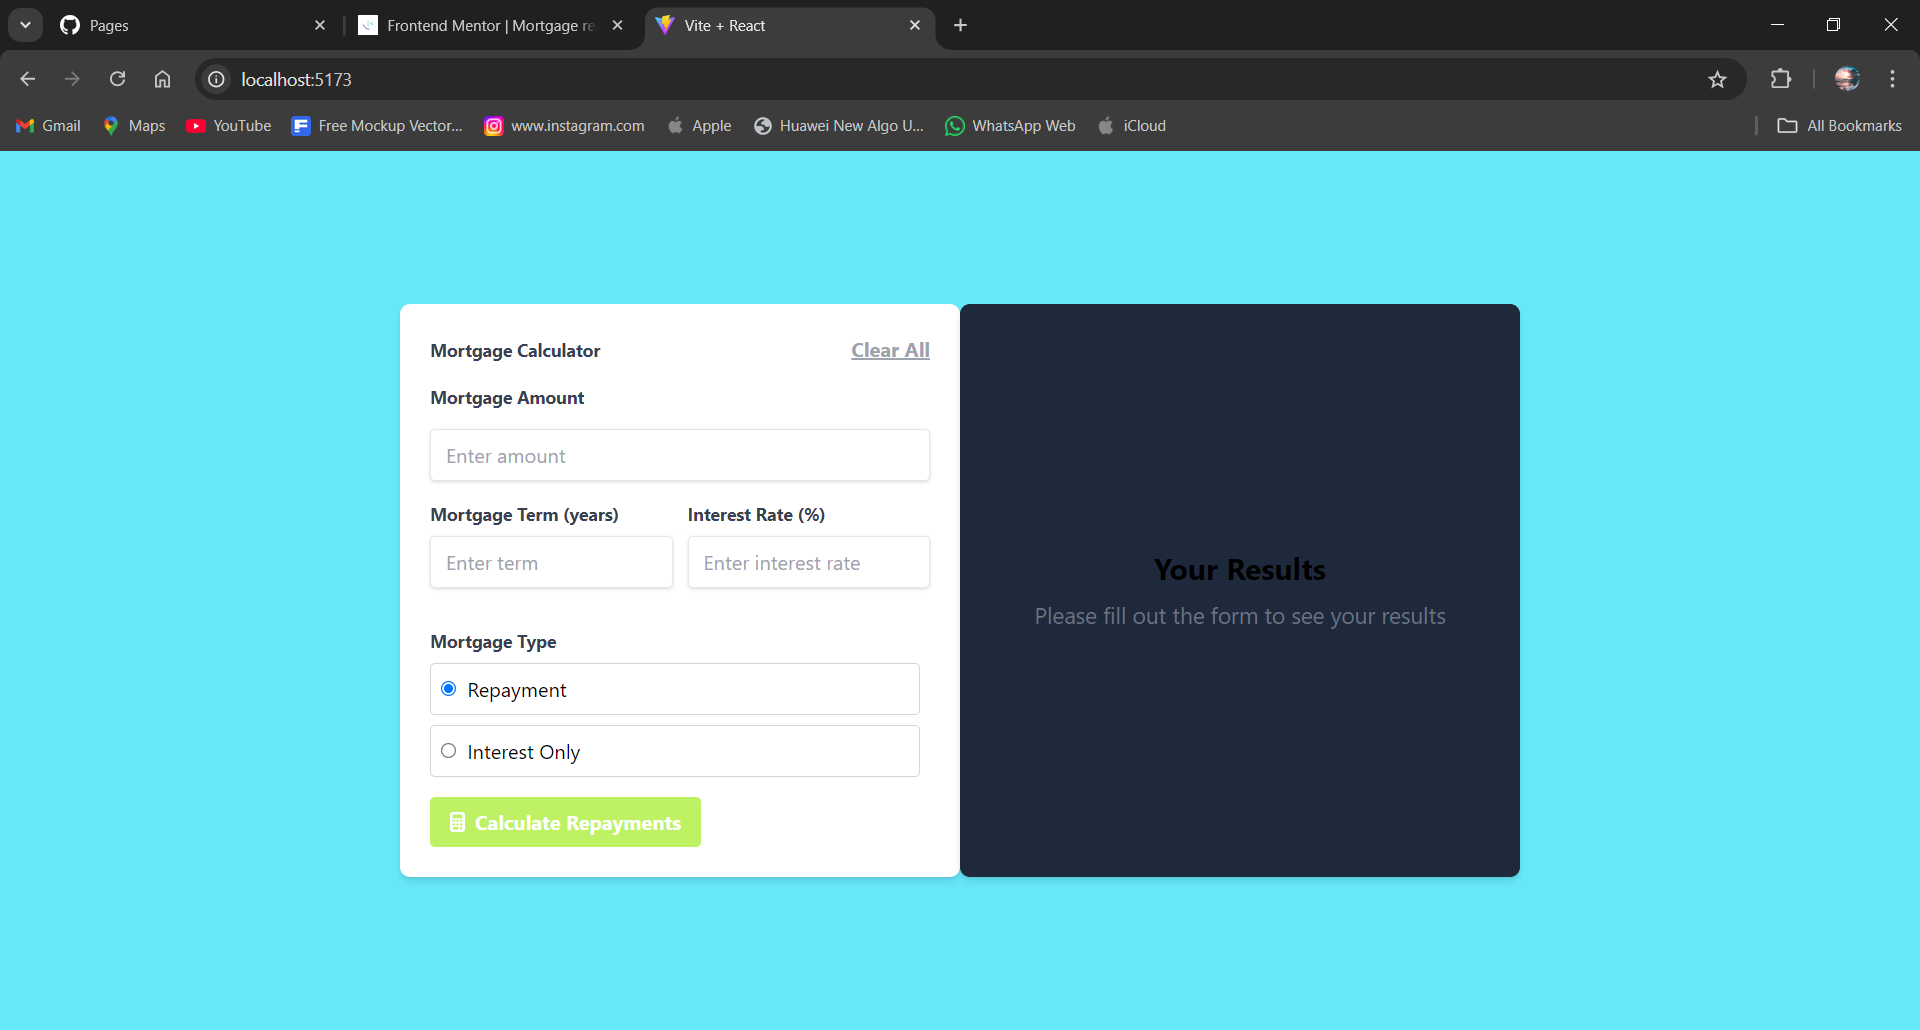 Pages
Frontend Mentor | Mortgage re
Vite + React
localhost:5173
Gmail
Maps
YouTube
Free Mockup Vector...
www.instagram.com
Apple
Huawei New Algo U...
WhatsApp Web
iCloud
All Bookmarks
Mortgage Calculator
Clear All
Mortgage Amount
Enter amount
Mortgage Term (years)
Interest Rate (%)
Enter term
Enter interest rate
Mortgage Type
Repayment
Interest Only
Calculate Repayments
Your Results
Please fill out the form to see your results